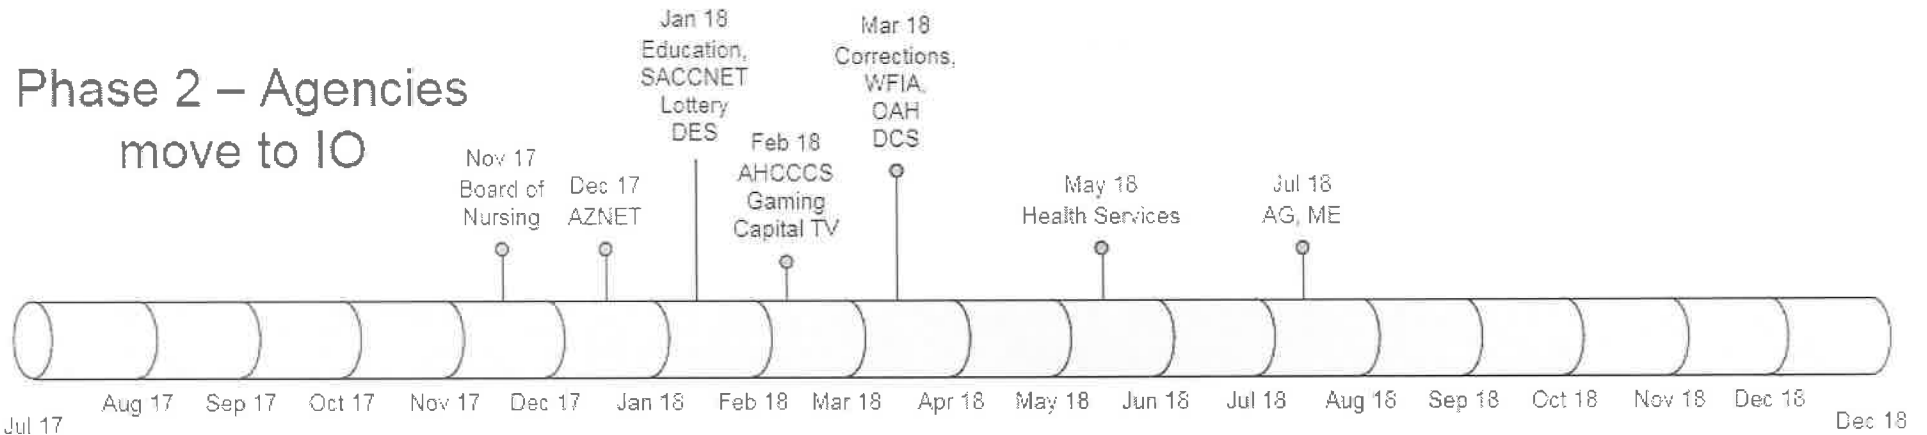 Phase 2 – Agencies
move to IO
Nov 17
Board of
Nursing
Dec 17
AZNET
Jan 18
Education,
SACCNET
Lottery
DES
Feb 18
AHCCCS
Gaming
Capital TV
Mar 18
Corrections,
WFIA,
OAH
DCS
May 18
Health Services
Jul 18
AG, ME
Jul 17
Aug 17
Sep 17
Oct 17
Nov 17
Dec 17
Jan 18
Feb 18
Mar 18
Apr 18
May 18
Jun 18
Jul 18
Aug 18
Sep 18
Oct 18
Nov 18
Dec 18
Dec 18